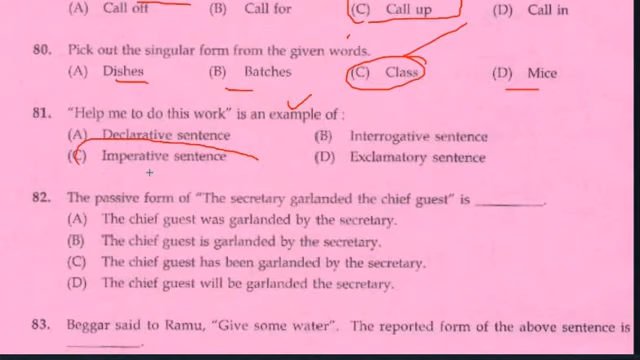 (A) Call off (B) Call for (C) Call up (D) Call in
80. Pick out the singular form from the given words.
(A) Dishes (B) Batches (C) Class (D) Mice
81. "Help me to do this work" is an example of :
(A) Declarative sentence (B) Interrogative sentence
(C) Imperative sentence (D) Exclamatory sentence
82. The passive form of "The secretary garlanded the chief guest" is ________.
(A) The chief guest was garlanded by the secretary.
(B) The chief guest is garlanded by the secretary.
(C) The chief guest has been garlanded by the secretary.
(D) The chief guest will be garlanded the secretary.
83. Beggar said to Ramu, "Give some water". The reported form of the above sentence is
________.